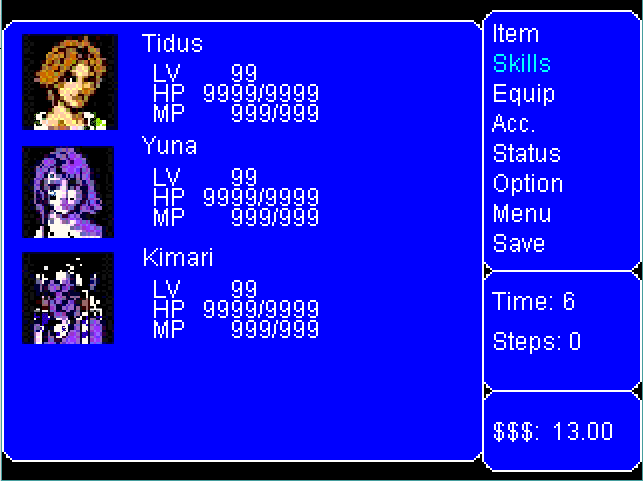 Tidus
LV 99
HP 9999/9999
MP 999/999
Yuna
LV 99
HP 9999/9999
MP 999/999
Kimari
LV 99
HP 9999/9999
MP 999/999
Item
Skills
Equip
Acc.
Status
Option
Menu
Save
Time: 6
Steps: 0
$$$: 13.00